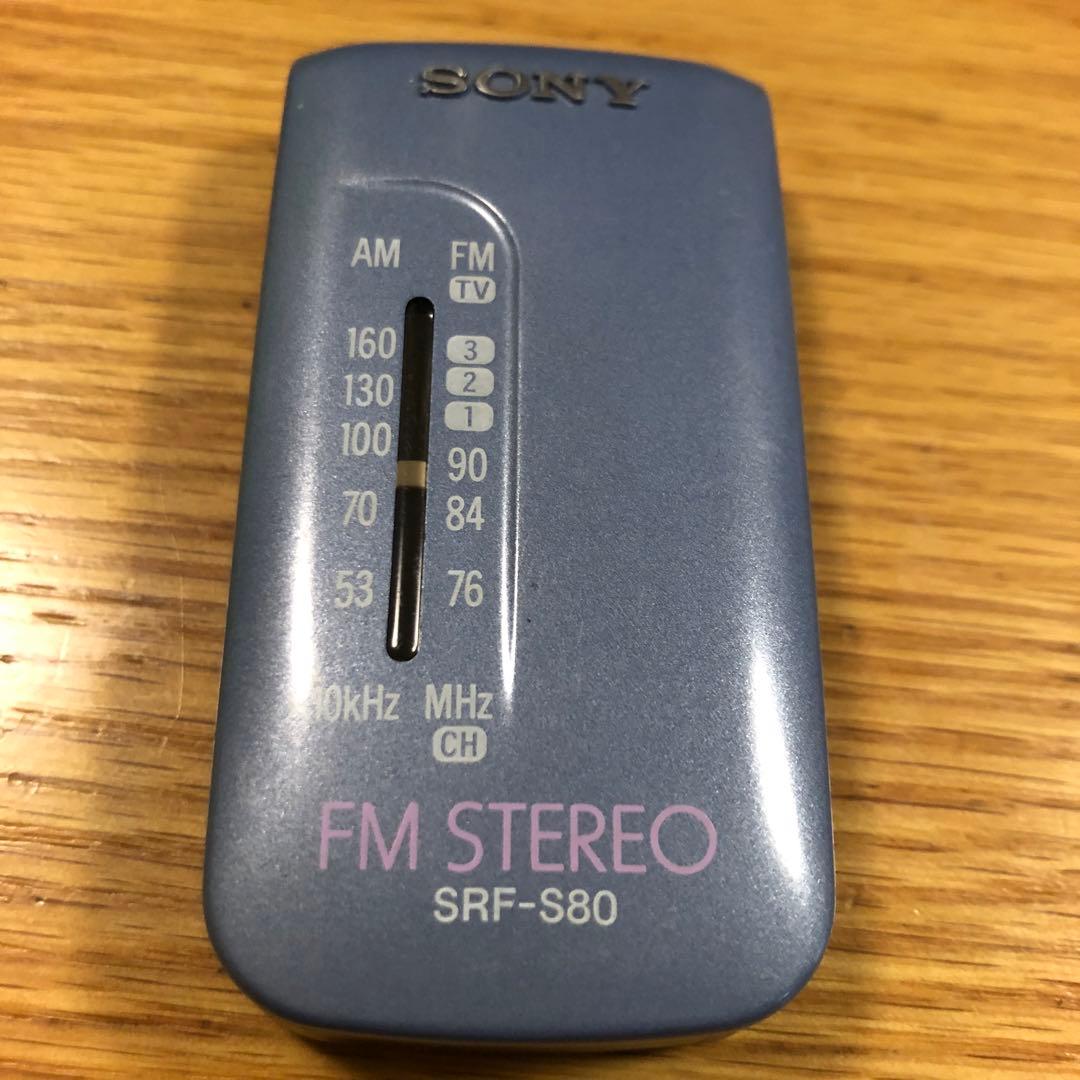 SONY
AM FM
TV
160 3
130 2
100 1
90
70 84
53 76
10kHz MHz
CH
FM STEREO
SRF-S80